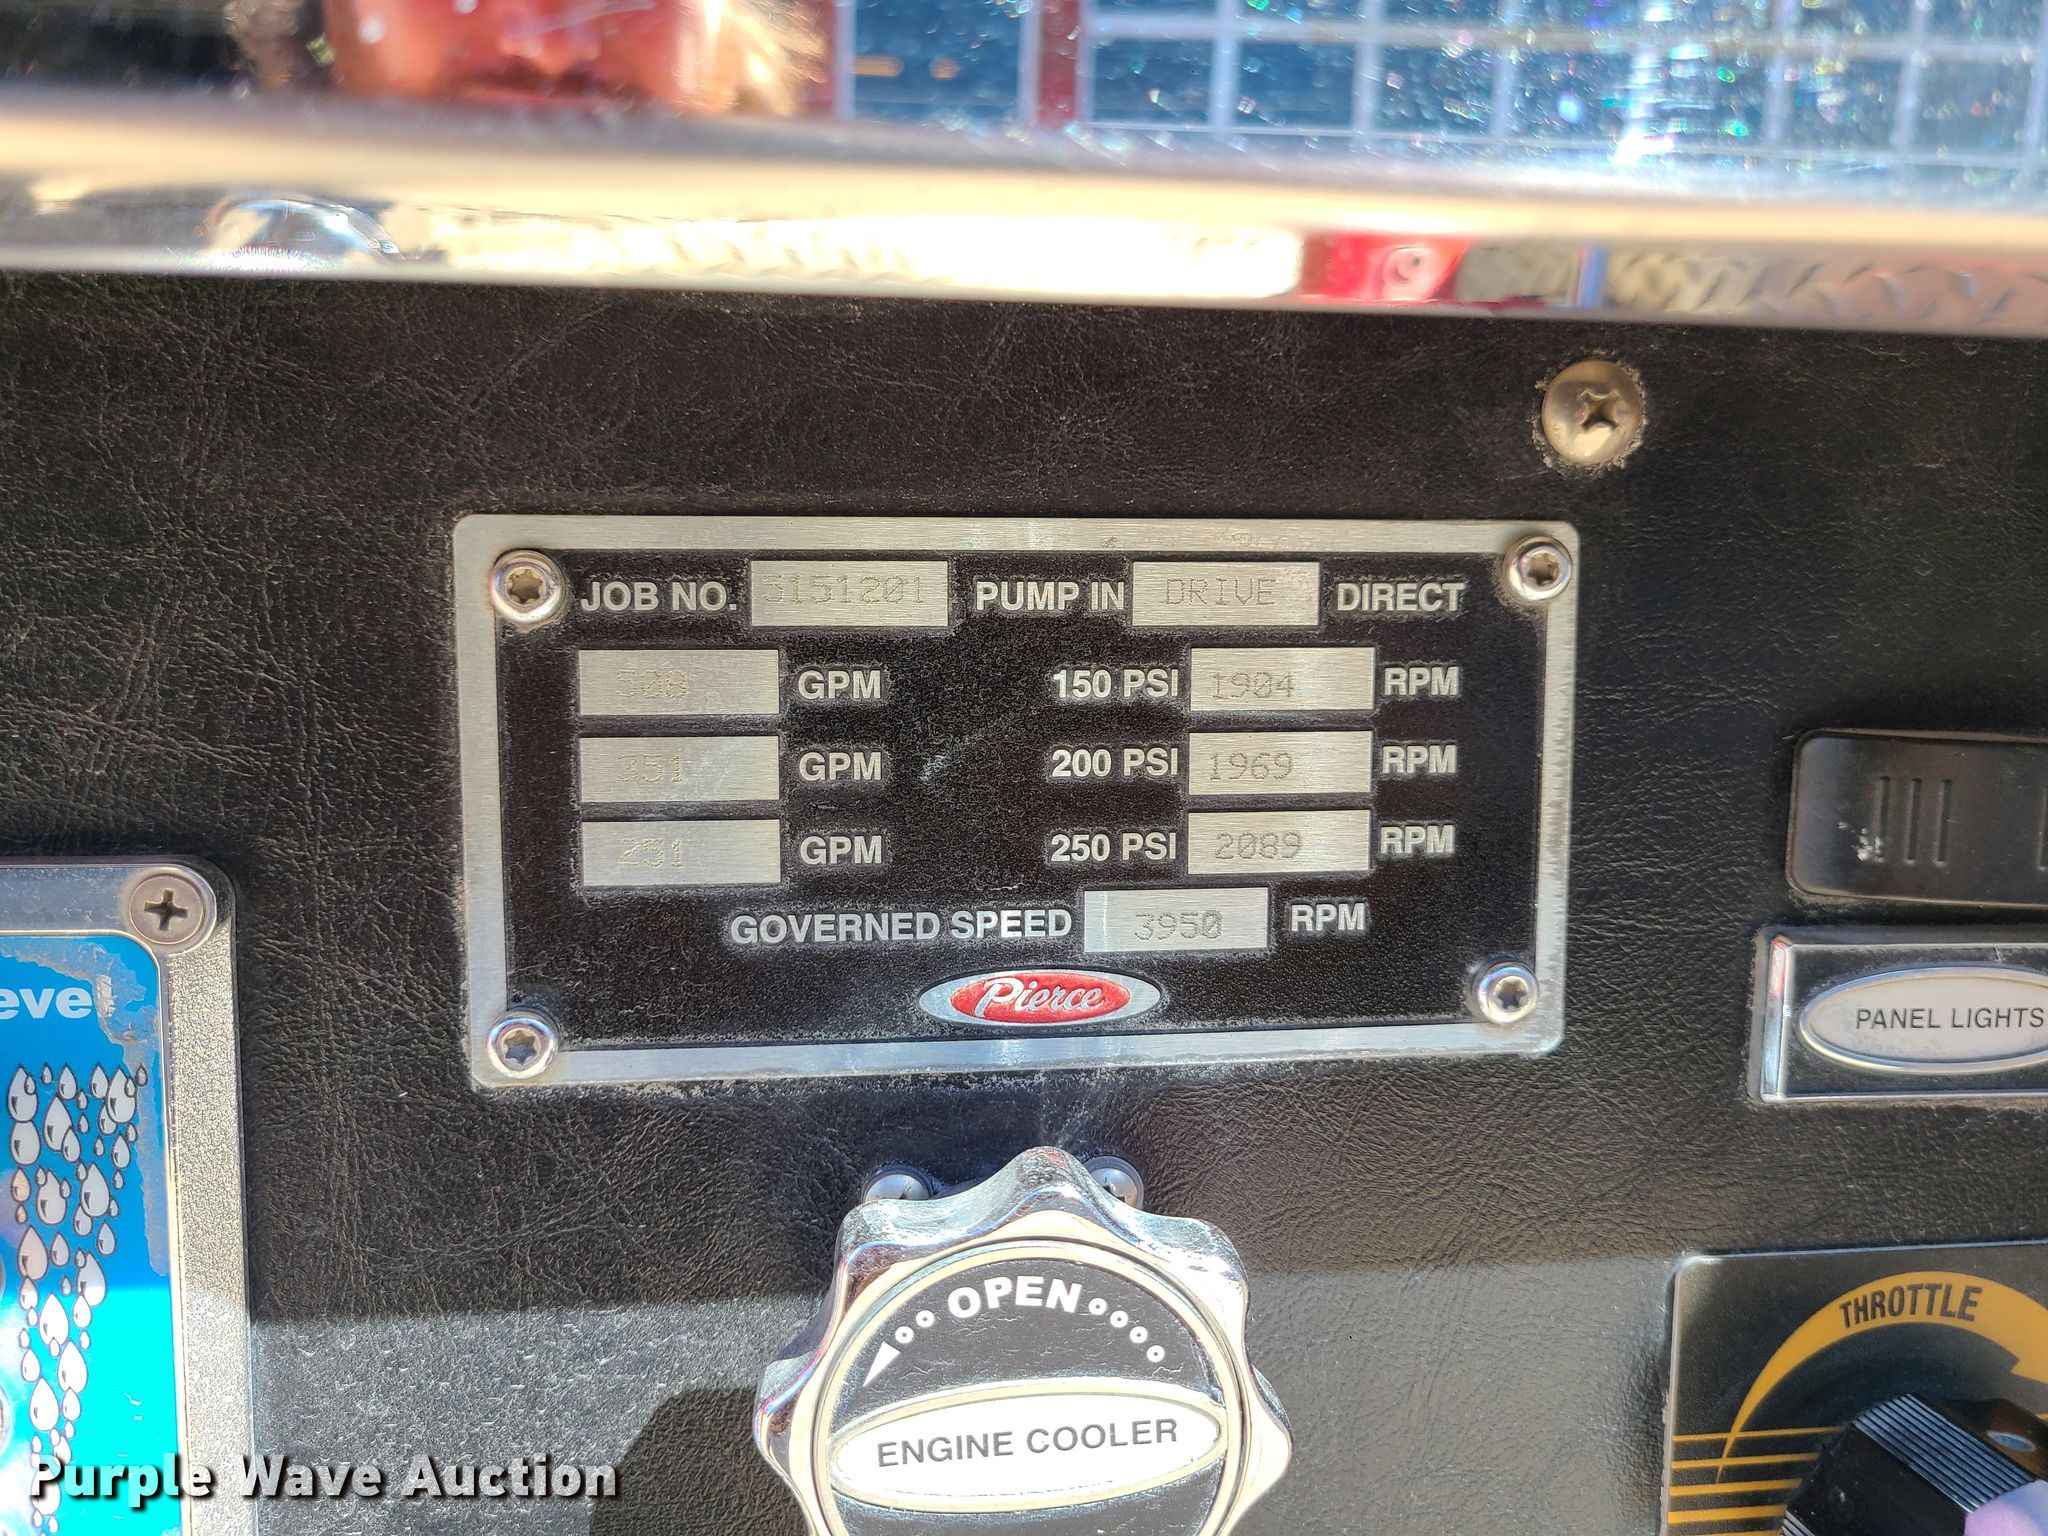 JOB NO. 5151201 PUMP IN DRIVE DIRECT
508 GPM 150 PSI 1904 RPM
351 GPM 200 PSI 1969 RPM
251 GPM 250 PSI 2089 RPM
GOVERNED SPEED 3950 RPM
Pierce
eve
PANEL LIGHTS
OPEN
ENGINE COOLER
THROTTLE
Purple Wave Auction